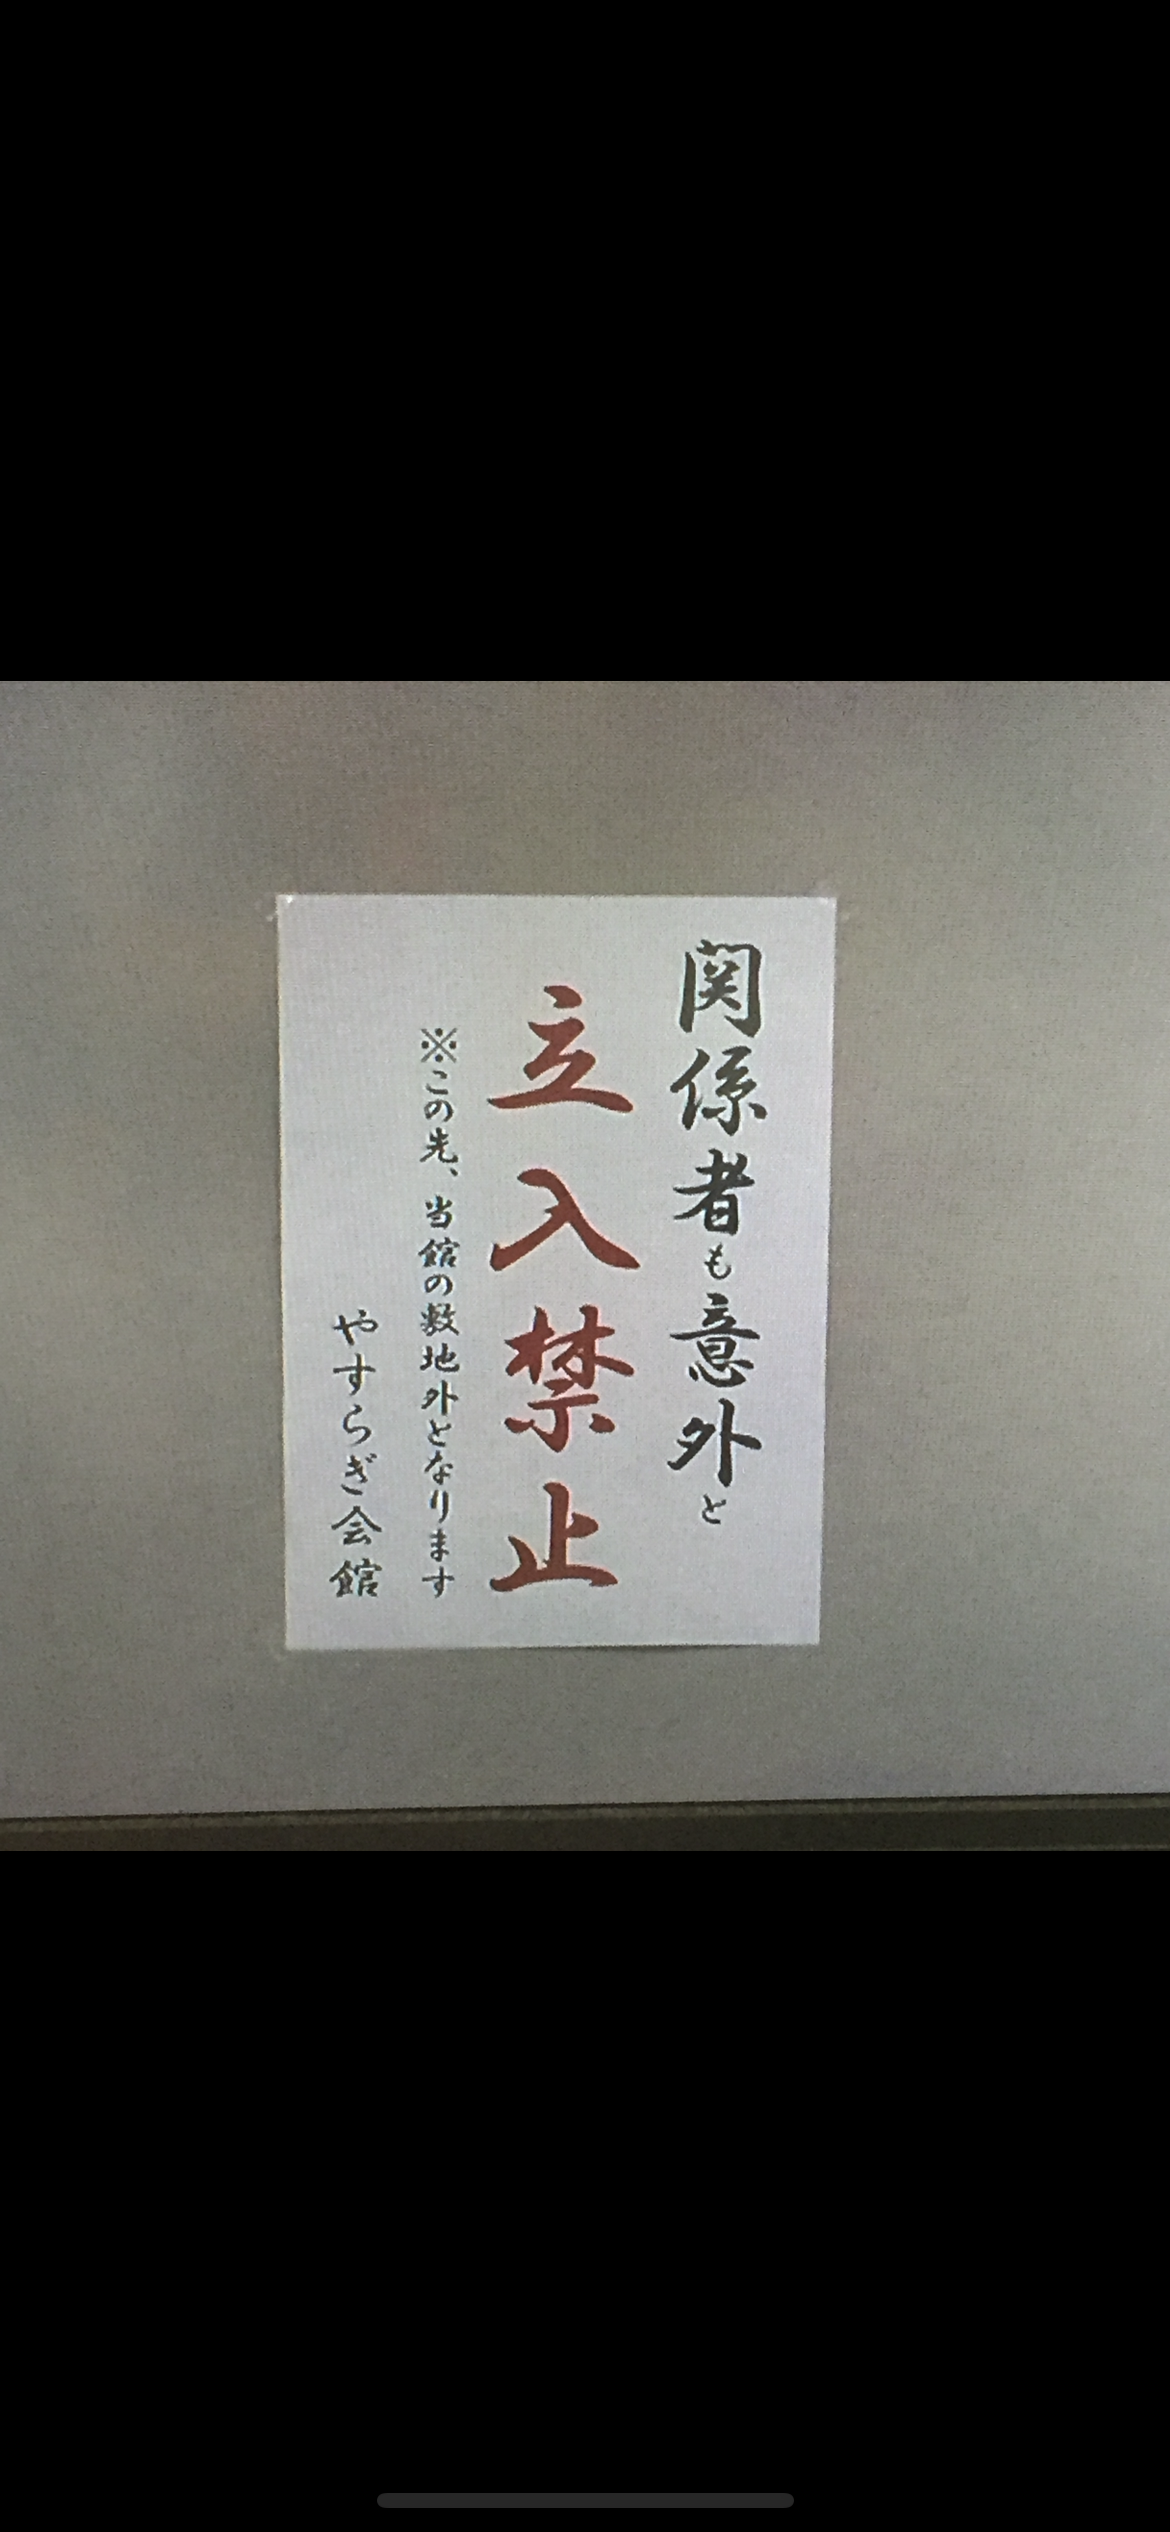 関係者も意外と
立入禁止
※この先、当館の敷地外となります
やすらぎ会館